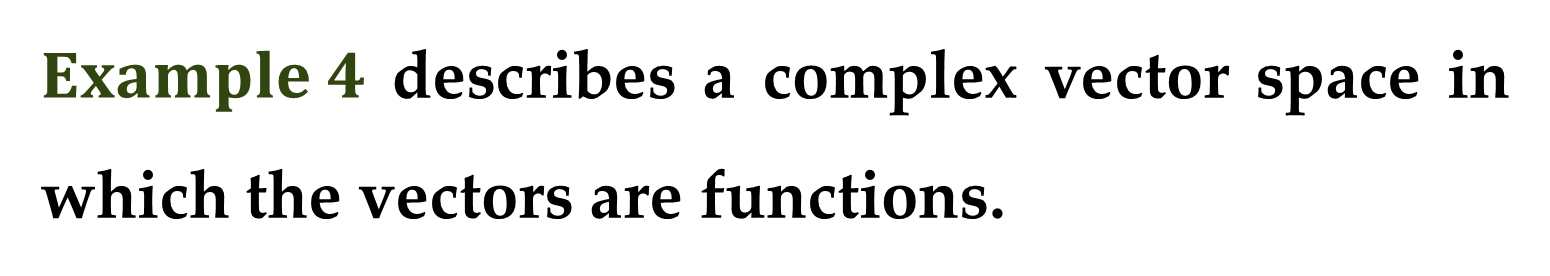 Example 4 describes a complex vector space in
which the vectors are functions.